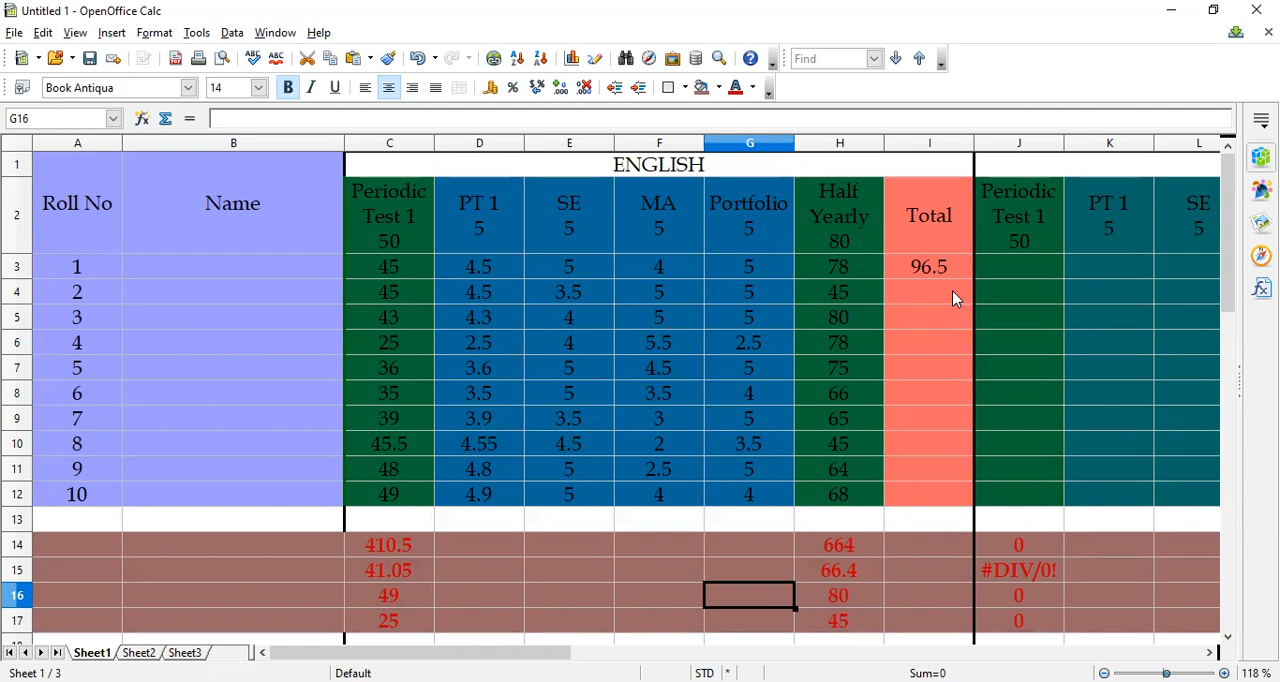 Untitled 1 - OpenOffice Calc
File Edit View Insert Format Tools Data Window Help
Find
Book Antiqua 14
G16
A B C D E F G H I J K L
1 ENGLISH
2 Roll No Name Periodic Test 1 50 PT 1 5 SE 5 MA 5 Portfolio 5 Half Yearly 80 Total Periodic Test 1 50 PT 1 5 SE 5
3 1 45 4.5 5 4 5 78 96.5
4 2 45 4.5 3.5 5 5 45
5 3 43 4.3 4 5 5 80
6 4 25 2.5 4 5.5 2.5 78
7 5 36 3.6 5 4.5 5 75
8 6 35 3.5 5 3.5 4 66
9 7 39 3.9 3.5 3 5 65
10 8 45.5 4.55 4.5 2 3.5 45
11 9 48 4.8 5 2.5 5 64
12 10 49 4.9 5 4 4 68
13
14 410.5 664 0
15 41.05 66.4 #DIV/0!
16 49 80 0
17 25 45 0
Sheet1 Sheet2 Sheet3
Sheet 1 / 3 Default STD * Sum=0 118 %